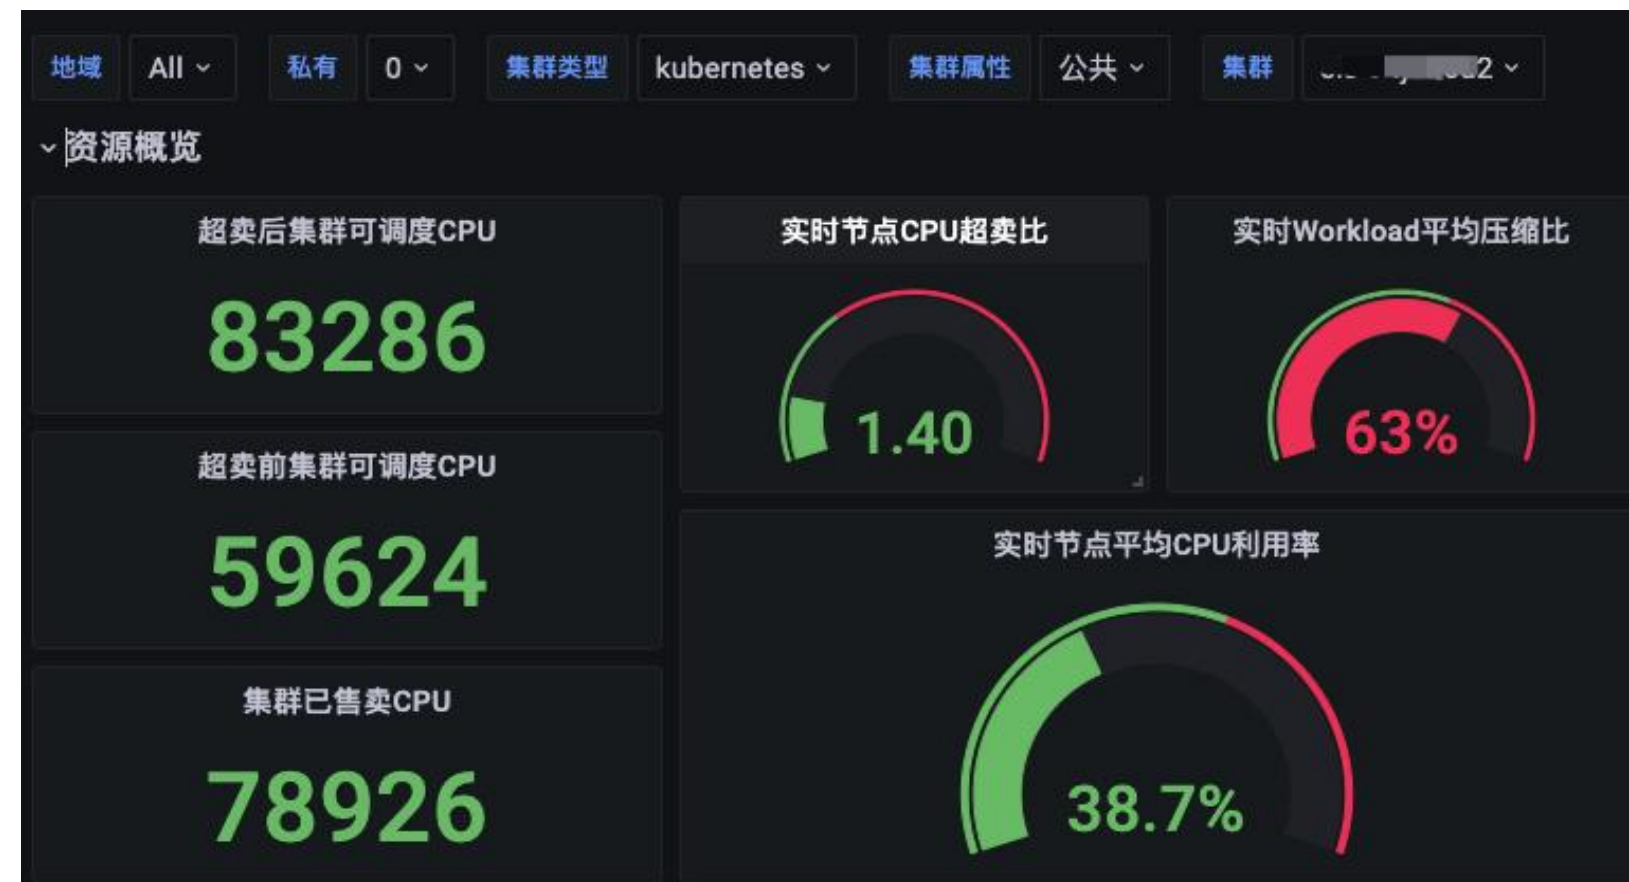 地域 All 私有 0 集群类型 kubernetes 集群属性 公共 集群
资源概览
超卖后集群可调度CPU
83286
超卖前集群可调度CPU
59624
集群已售卖CPU
78926
实时节点CPU超卖比
1.40
实时Workload平均压缩比
63%
实时节点平均CPU利用率
38.7%